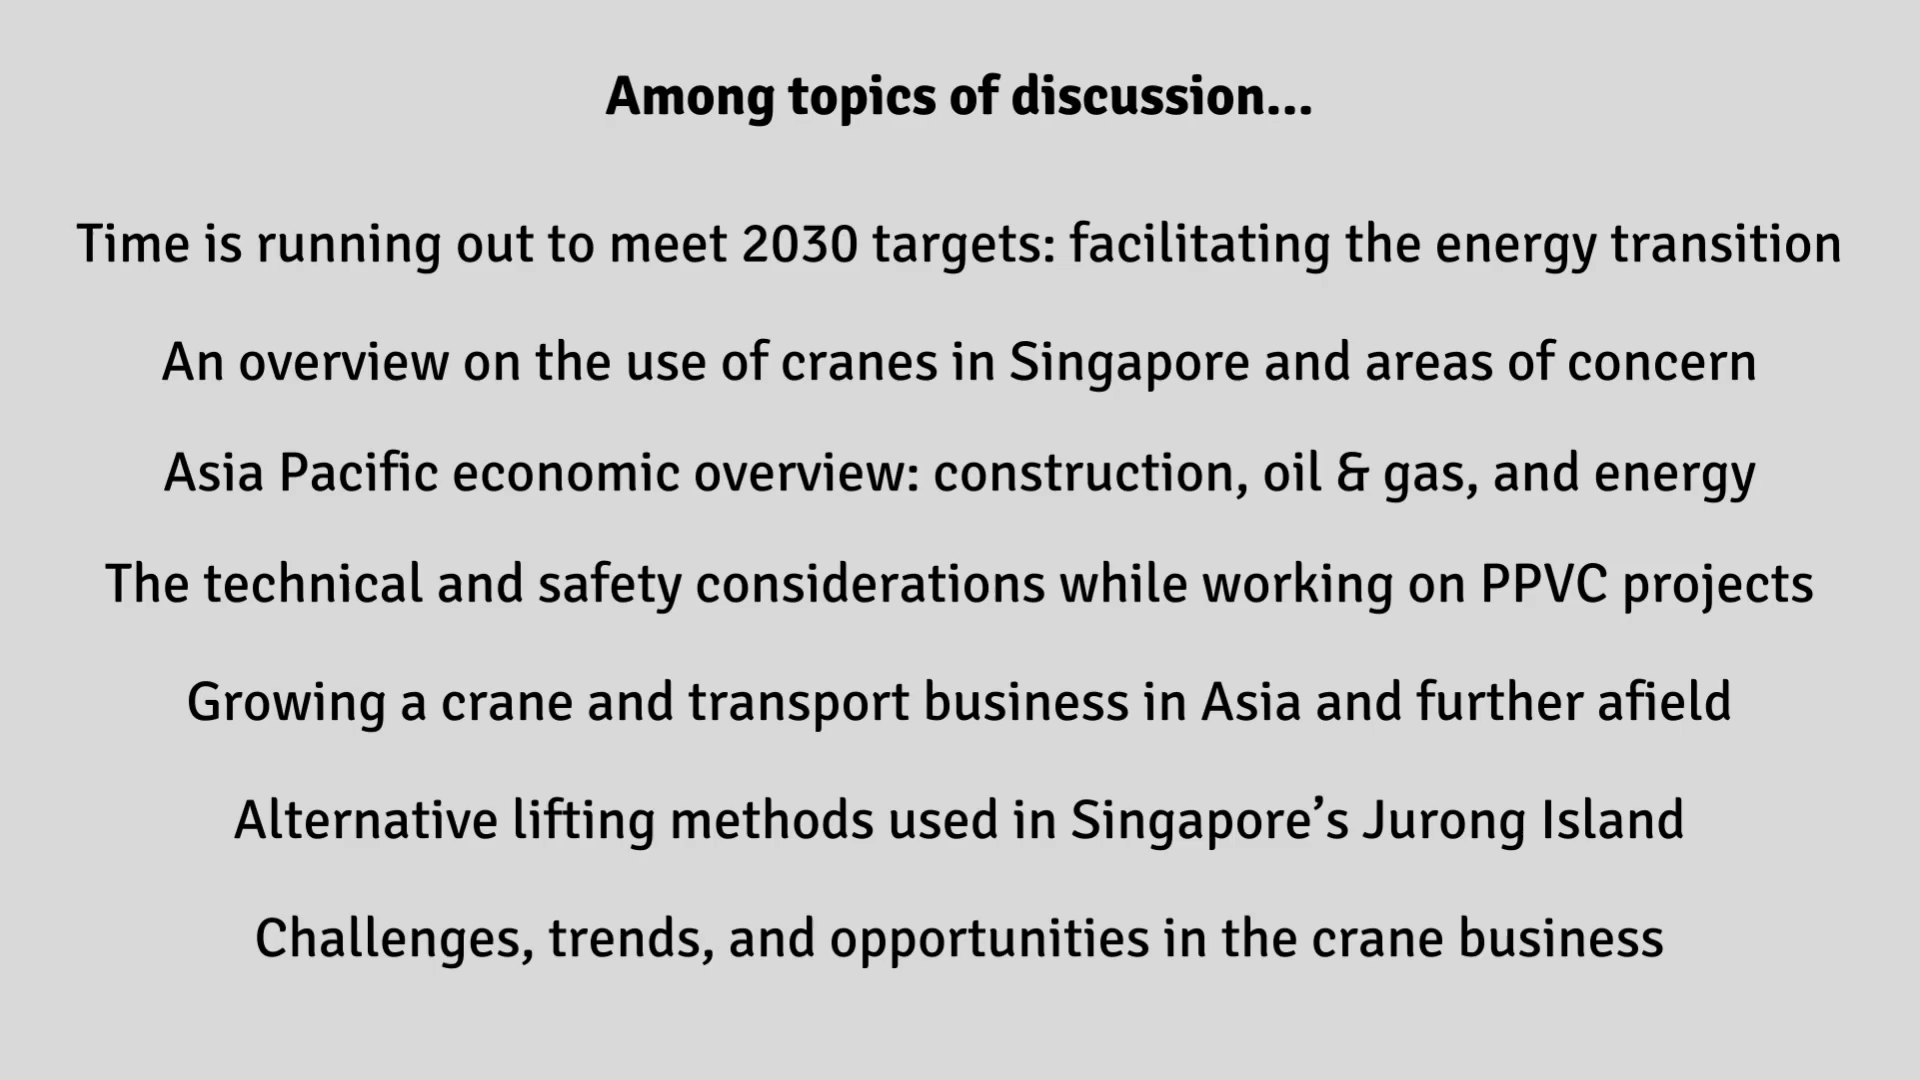 Among topics of discussion...
Time is running out to meet 2030 targets: facilitating the energy transition
An overview on the use of cranes in Singapore and areas of concern
Asia Pacific economic overview: construction, oil & gas, and energy
The technical and safety considerations while working on PPVC projects
Growing a crane and transport business in Asia and further afield
Alternative lifting methods used in Singapore’s Jurong Island
Challenges, trends, and opportunities in the crane business